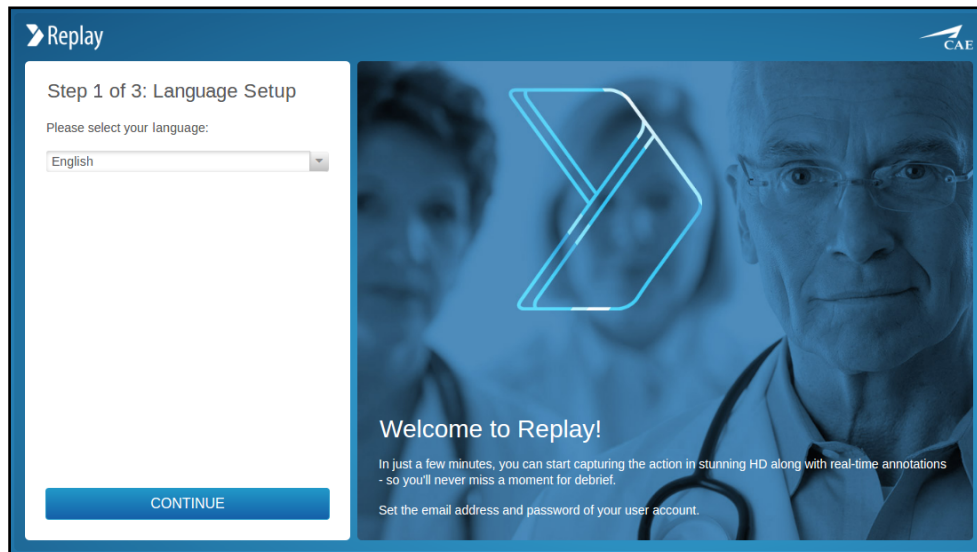 Replay
CAE
Step 1 of 3: Language Setup
Please select your language:
English
CONTINUE
Welcome to Replay!
In just a few minutes, you can start capturing the action in stunning HD along with real-time annotations
- so you'll never miss a moment for debrief.
Set the email address and password of your user account.